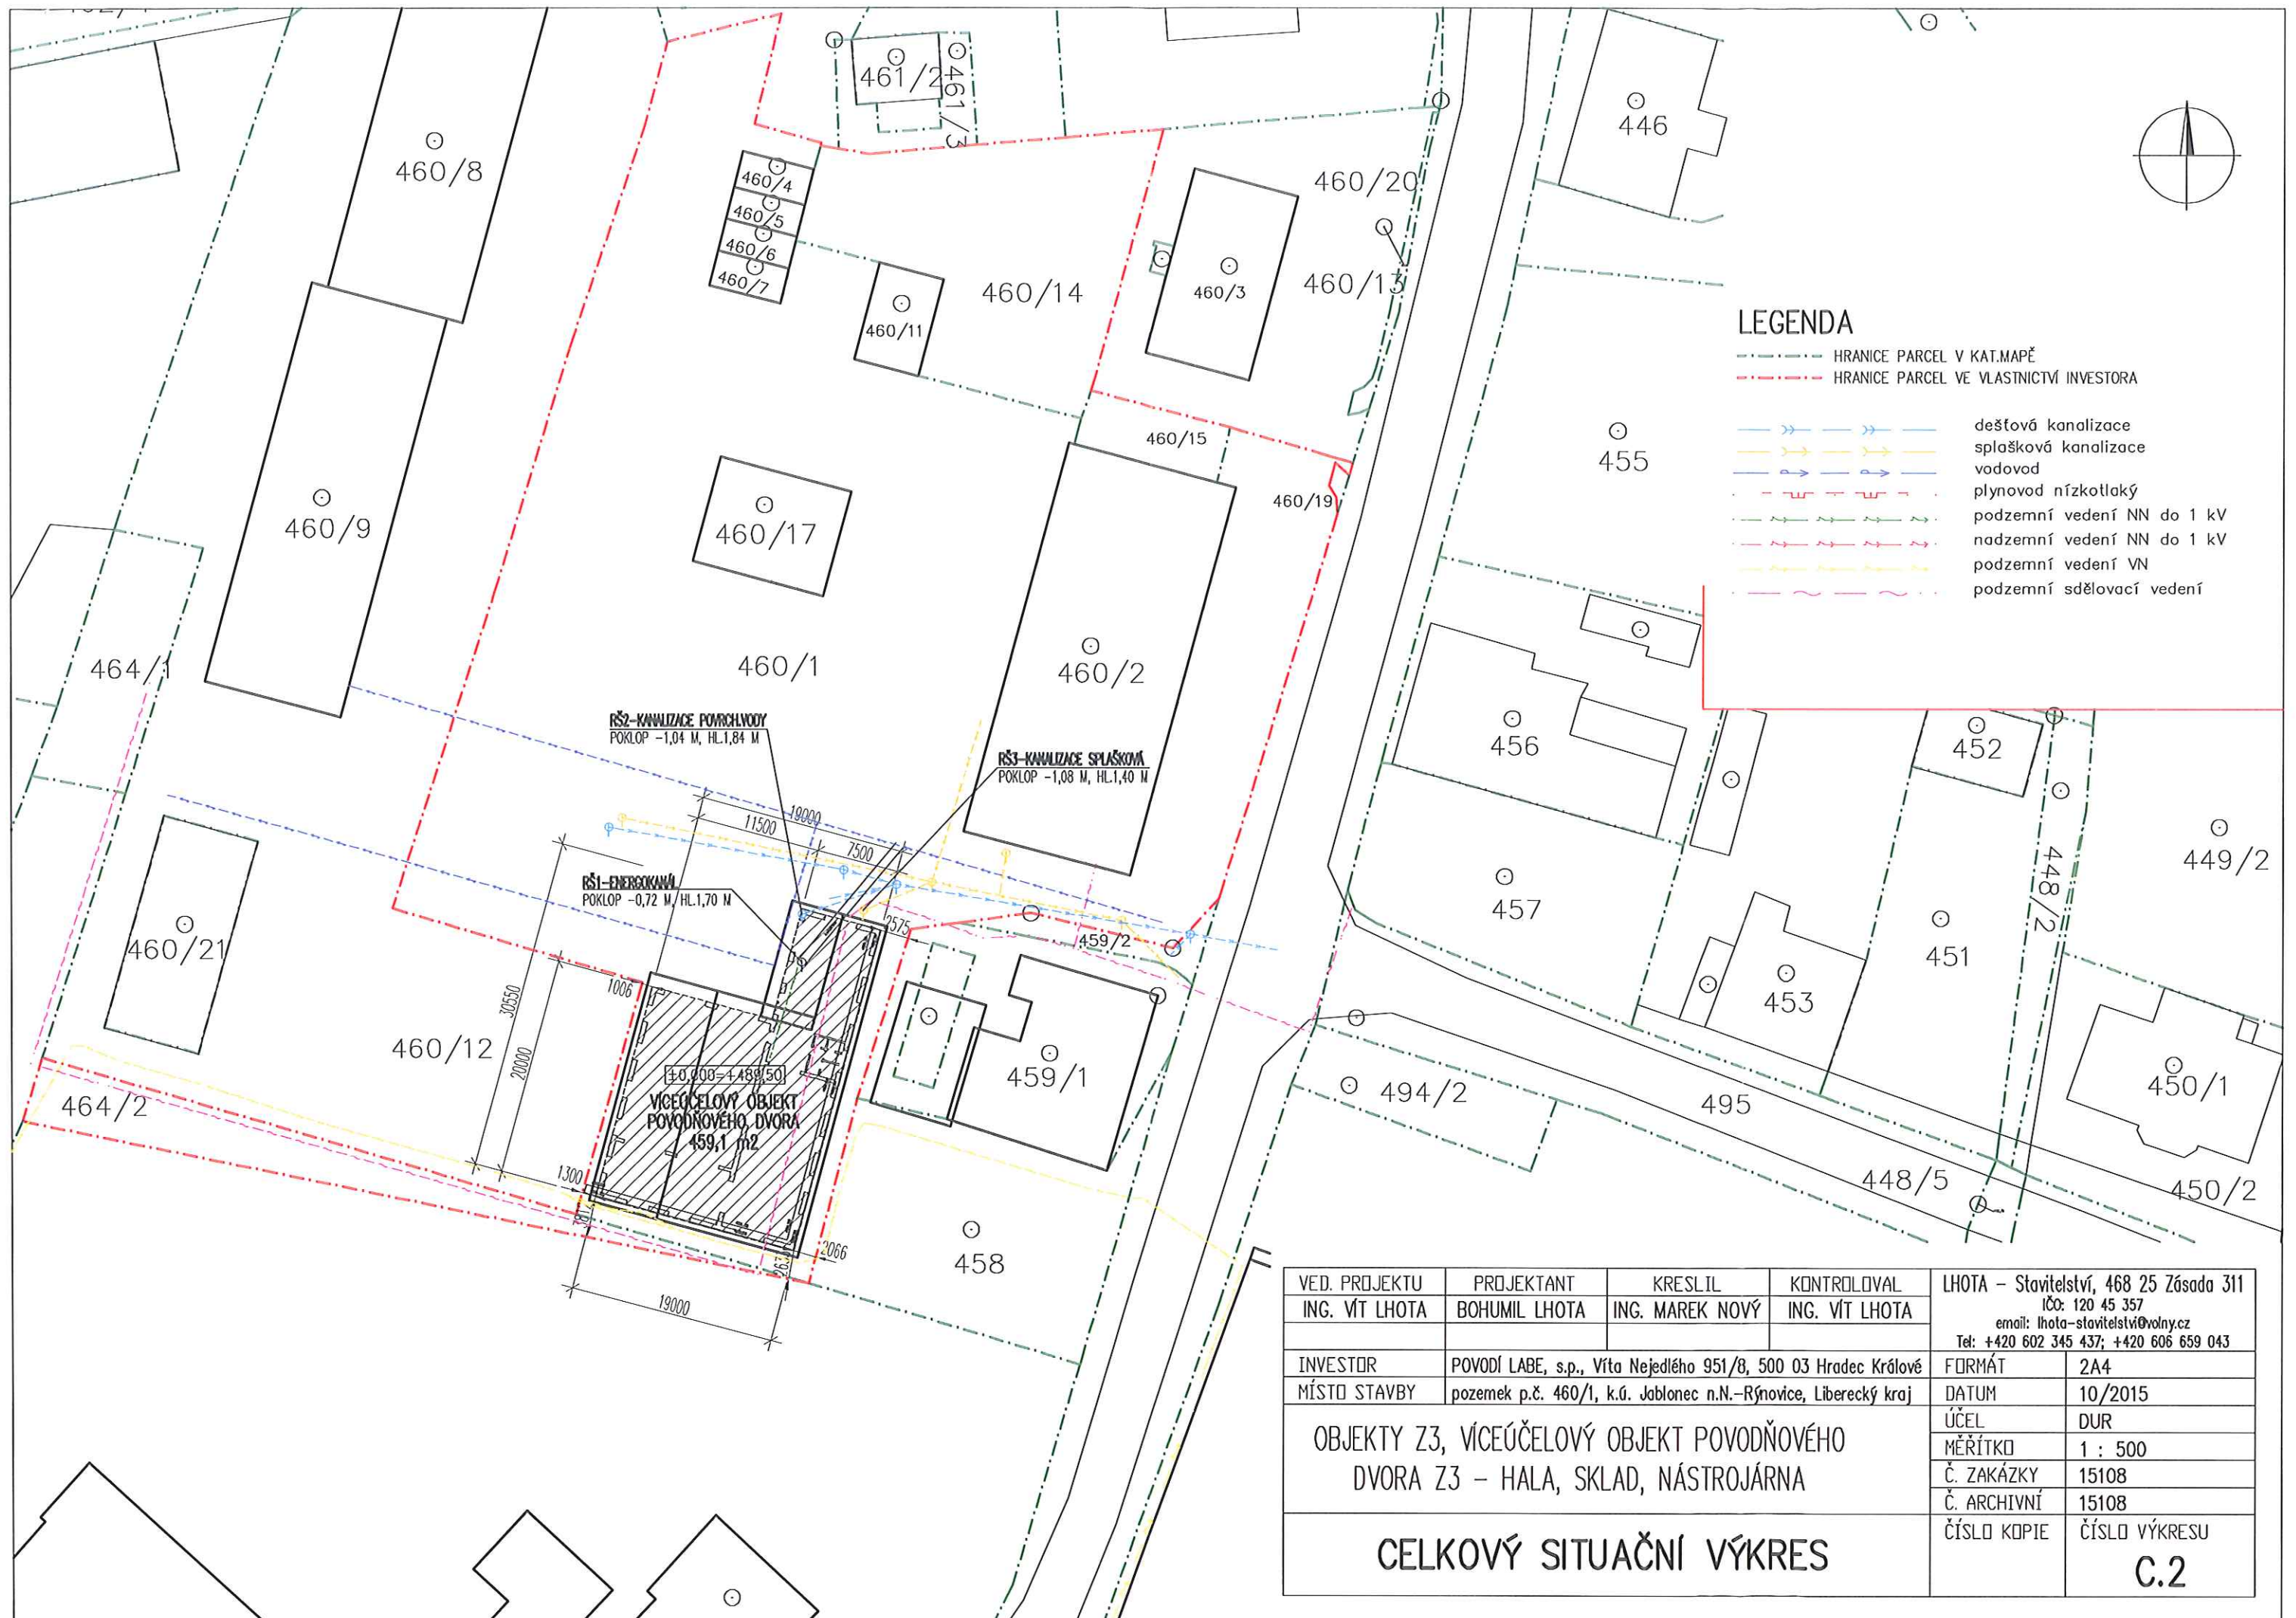 461/2
461/3
446
460/8
460/4
460/5
460/6
460/7
460/20
460/14
460/3
460/13
460/11
LEGENDA
HRANICE PARCEL V KAT.MAPĚ
HRANICE PARCEL VE VLASTNICTVÍ INVESTORA
dešťová kanalizace
splašková kanalizace
vodovod
plynovod nízkotlaký
podzemní vedení NN do 1 kV
nadzemní vedení NN do 1 kV
podzemní vedení VN
podzemní sdělovací vedení
460/15
455
460/19
460/9
460/17
464/1
460/1
460/2
RŠ2-KANALIZACE POVRCH.VODY
POKLOP -1,04 M, HL.1,84 M
RŠ3-KANALIZACE SPLAŠKOVÁ
POKLOP -1,08 M, HL.1,40 M
456
452
19000
11500
7500
449/2
448/2
RŠ1-ENERGOKANÁL
POKLOP -0,72 M, HL.1,70 M
457
2575
459/2
460/21
451
453
1006
30550
20000
460/12
459/1
±0,000=+489,50
VÍCEÚČELOVÝ OBJEKT
POVODŇOVÉHO DVORA
459,1 m2
464/2
494/2
495
450/1
1300
448/5
450/2
2066
458
19000
VED. PROJEKTU PROJEKTANT KRESLIL KONTROLOVAL
ING. VÍT LHOTA BOHUMIL LHOTA ING. MAREK NOVÝ ING. VÍT LHOTA
LHOTA - Stavitelství, 468 25 Zásada 311
IČO: 120 45 357
email: lhota-stavitelstvi@volny.cz
Tel: +420 602 345 437; +420 606 659 043
INVESTOR POVODÍ LABE, s.p., Víta Nejedlého 951/8, 500 03 Hradec Králové
MÍSTO STAVBY pozemek p.č. 460/1, k.ú. Jablonec n.N.-Rýnovice, Liberecký kraj
FORMÁT 2A4
DATUM 10/2015
ÚČEL DUR
MĚŘÍTKO 1 : 500
Č. ZAKÁZKY 15108
Č. ARCHIVNÍ 15108
OBJEKTY Z3, VÍCEÚČELOVÝ OBJEKT POVODŇOVÉHO
DVORA Z3 - HALA, SKLAD, NÁSTROJÁRNA
CELKOVÝ SITUAČNÍ VÝKRES
ČÍSLO KOPIE ČÍSLO VÝKRESU
C.2